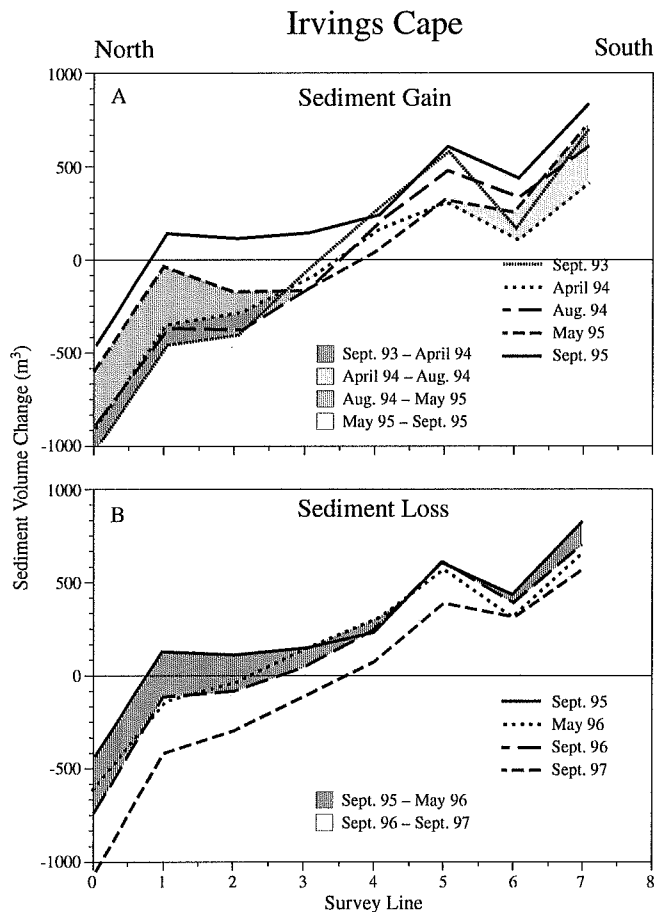 Irvings Cape
North
South
A
Sediment Gain
1000
500
0
-500
-1000
Sept. 93
April 94
Aug. 94
May 95
Sept. 95
Sept. 93 – April 94
April 94 – Aug. 94
Aug. 94 – May 95
May 95 – Sept. 95
Sediment Volume Change (m³)
B
Sediment Loss
1000
500
0
-500
-1000
Sept. 95
May 96
Sept. 96
Sept. 97
Sept. 95 – May 96
Sept. 96 – Sept. 97
0 1 2 3 4 5 6 7 8
Survey Line